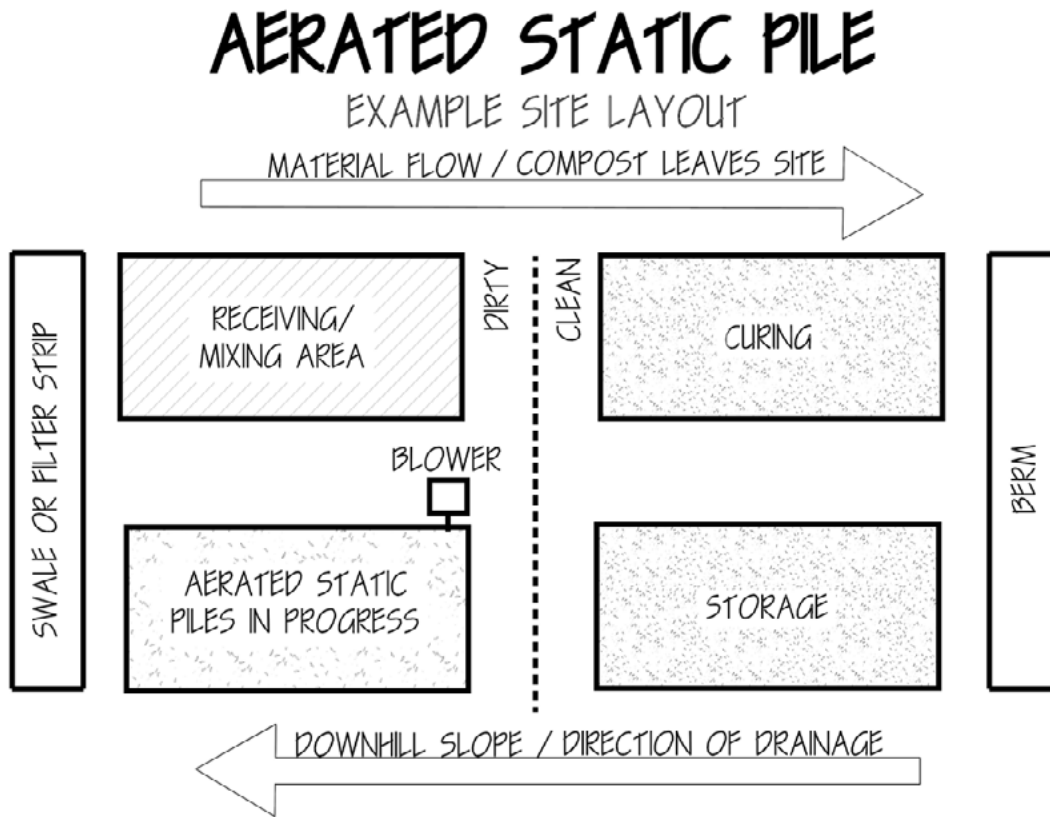 AERATED STATIC PILE
EXAMPLE SITE LAYOUT
MATERIAL FLOW / COMPOST LEAVES SITE
SWALE OR FILTER STRIP
RECEIVING/
MIXING AREA
DIRTY
CLEAN
CURING
BERM
BLOWER
AERATED STATIC
PILES IN PROGRESS
STORAGE
DOWNHILL SLOPE / DIRECTION OF DRAINAGE